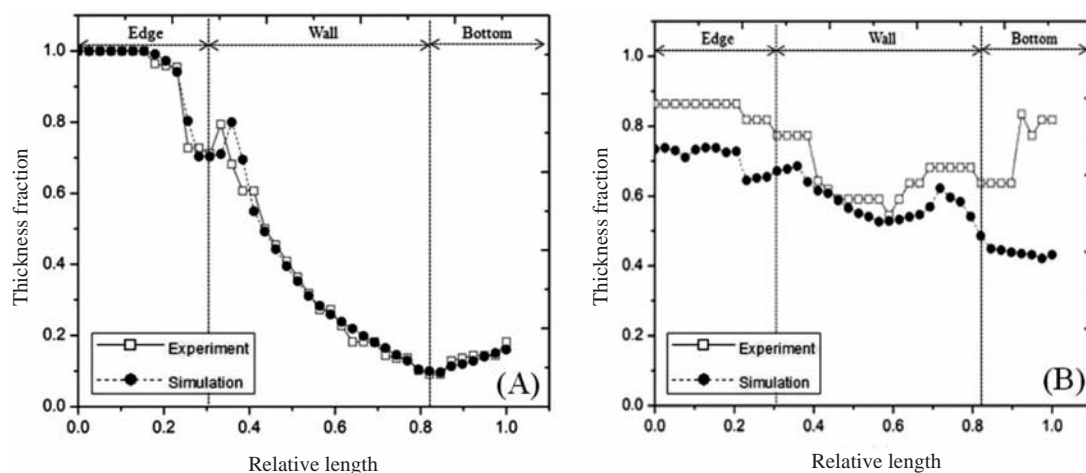 Edge Wall Bottom
1.0
0.8
0.6
0.4
0.2
0.0
Thickness fraction
Experiment
Simulation
(A)
0.0 0.2 0.4 0.6 0.8 1.0
Relative length
Edge Wall Bottom
1.0
0.8
0.6
0.4
0.2
0.0
Thickness fraction
Experiment
Simulation
(B)
0.0 0.2 0.4 0.6 0.8 1.0
Relative length